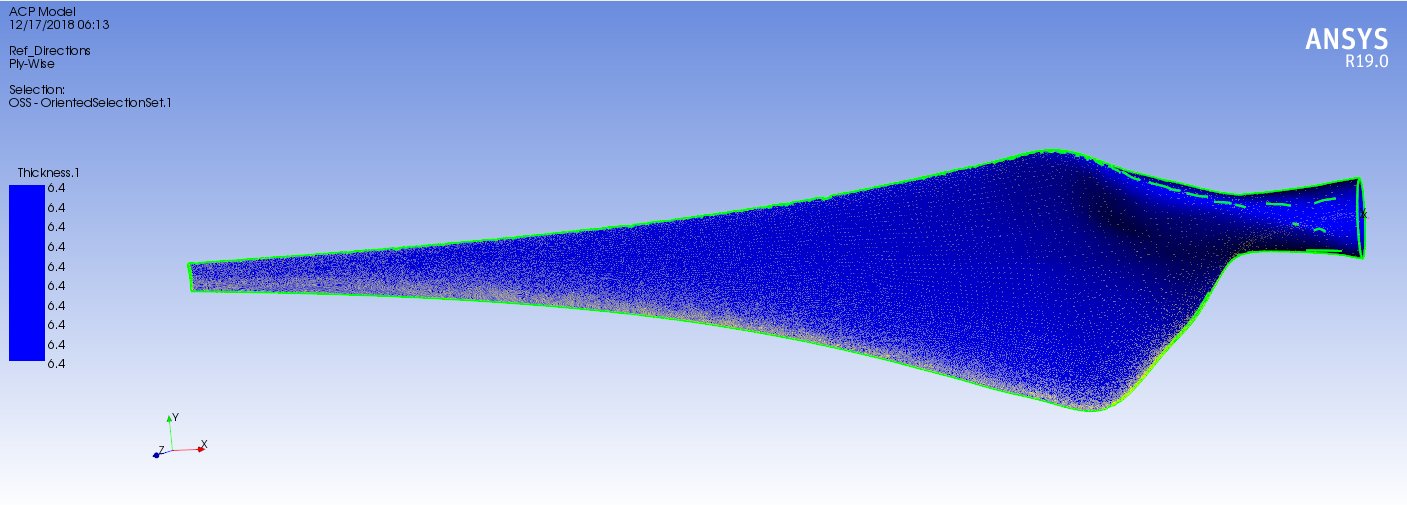 ACP Model
12/17/2018 06:13
Ref_Directions
Ply-Wise
Selection:
OSS - OrientedSelectionSet.1
ANSYS
R19.0
Thickness.1
6.4
6.4
6.4
6.4
6.4
6.4
6.4
6.4
6.4
6.4
X
Y
Z
X